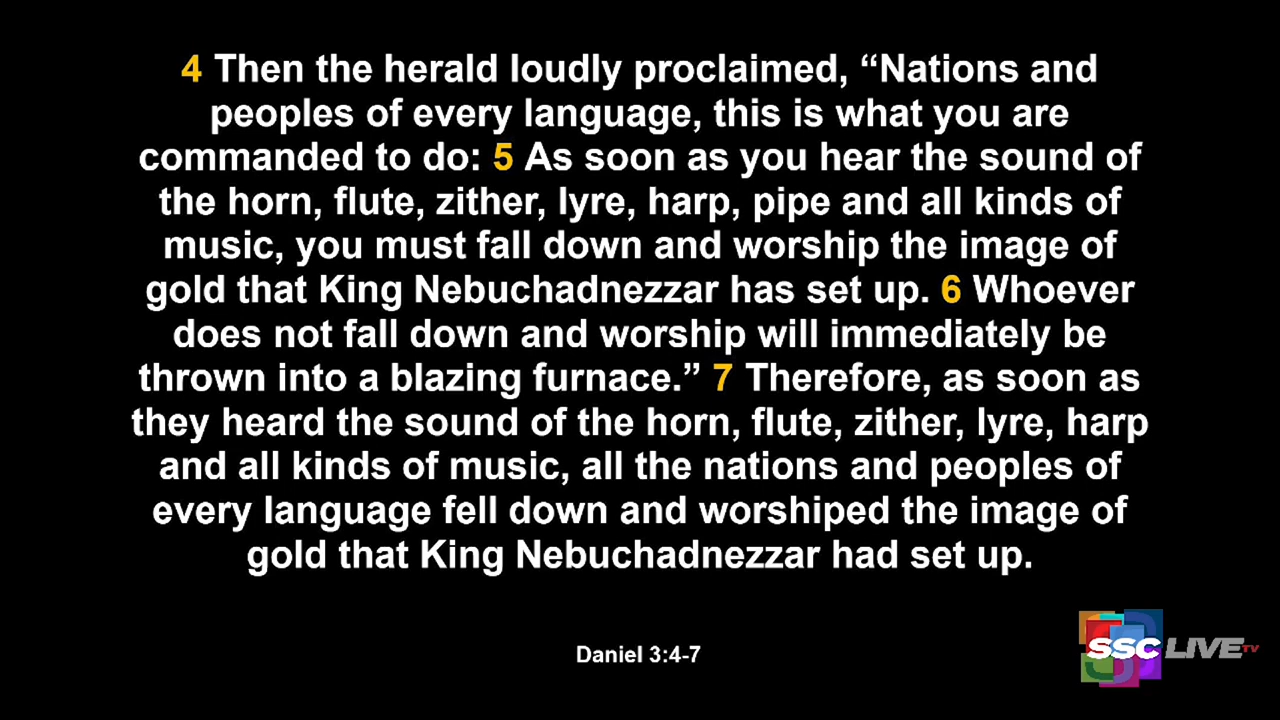 4 Then the herald loudly proclaimed, “Nations and
peoples of every language, this is what you are
commanded to do: 5 As soon as you hear the sound of
the horn, flute, zither, lyre, harp, pipe and all kinds of
music, you must fall down and worship the image of
gold that King Nebuchadnezzar has set up. 6 Whoever
does not fall down and worship will immediately be
thrown into a blazing furnace.” 7 Therefore, as soon as
they heard the sound of the horn, flute, zither, lyre, harp
and all kinds of music, all the nations and peoples of
every language fell down and worshiped the image of
gold that King Nebuchadnezzar had set up.
Daniel 3:4-7
SSC LIVE TV